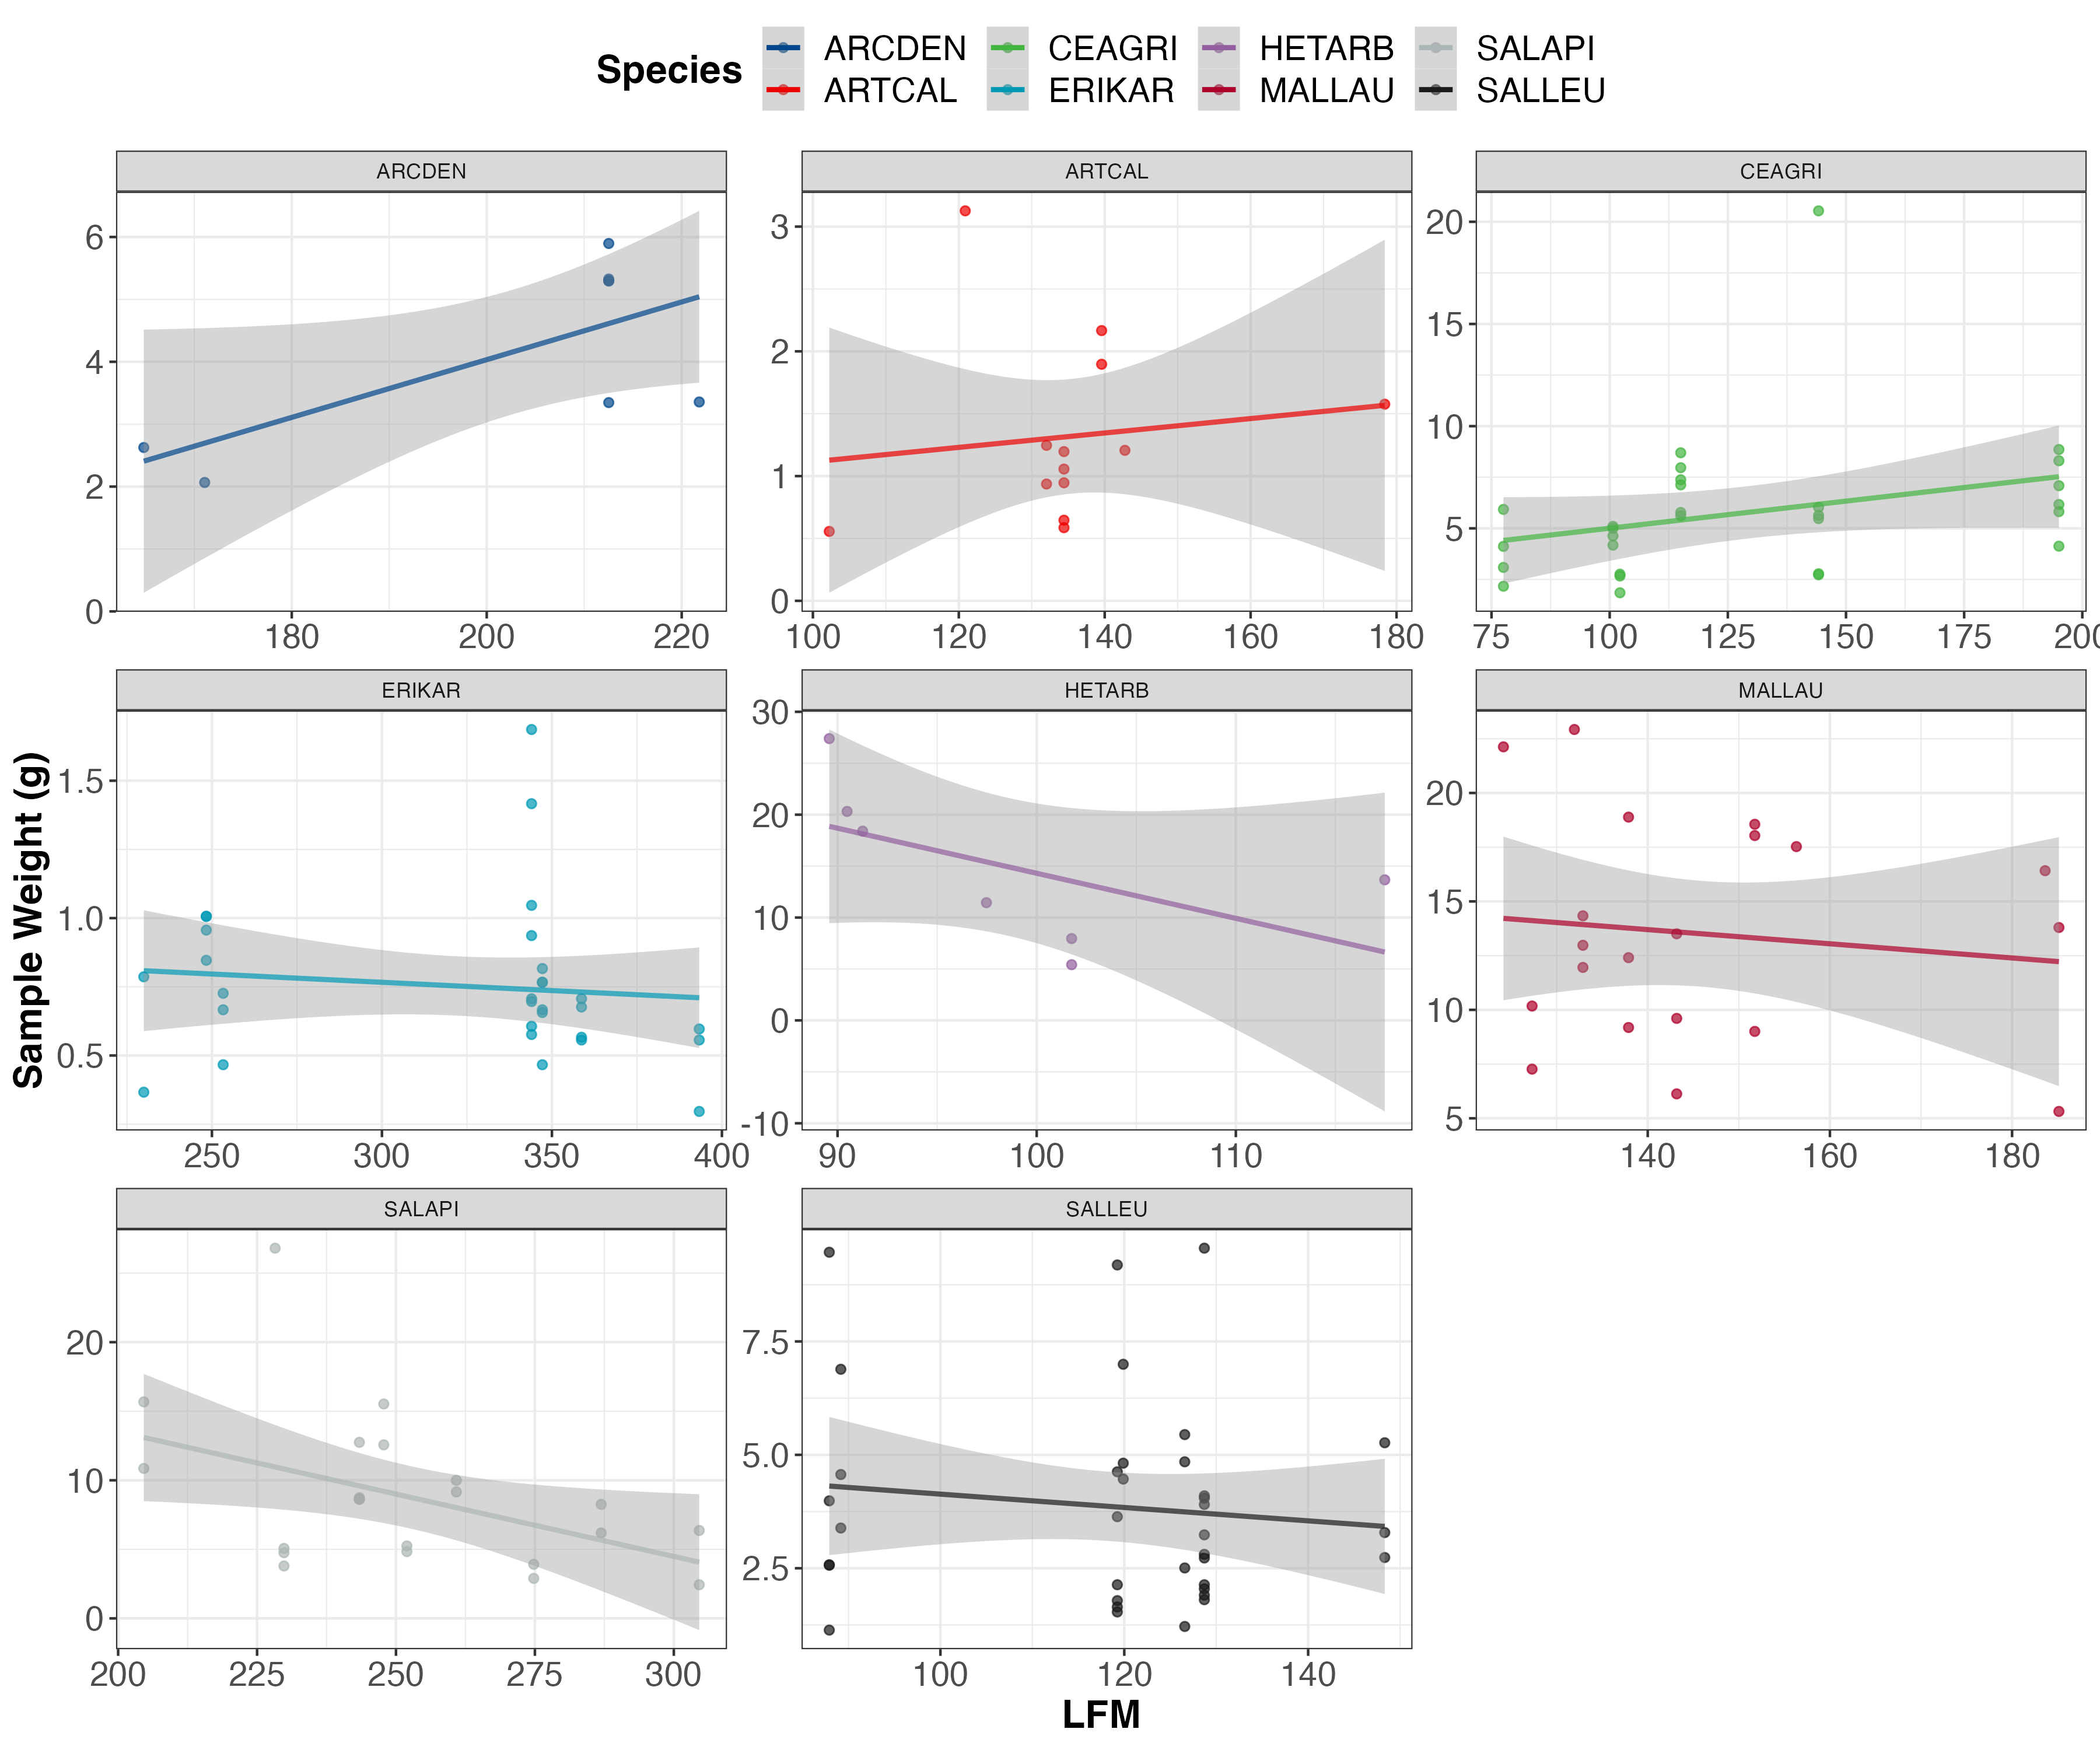 Species
ARCDEN CEAGRI HETARB SALAPI
ARTCAL ERIKAR MALLAU SALLEU
ARCDEN ARTCAL CEAGRI
6
4
2
0
180 200 220
3
2
1
0
100 120 140 160 180
20
15
10
5
75 100 125 150 175 200
ERIKAR HETARB MALLAU
Sample Weight (g)
1.5
1.0
0.5
250 300 350 400
30
20
10
0
-10
90 100 110
20
15
10
5
140 160 180
SALAPI SALLEU
20
10
0
200 225 250 275 300
7.5
5.0
2.5
100 120 140
LFM